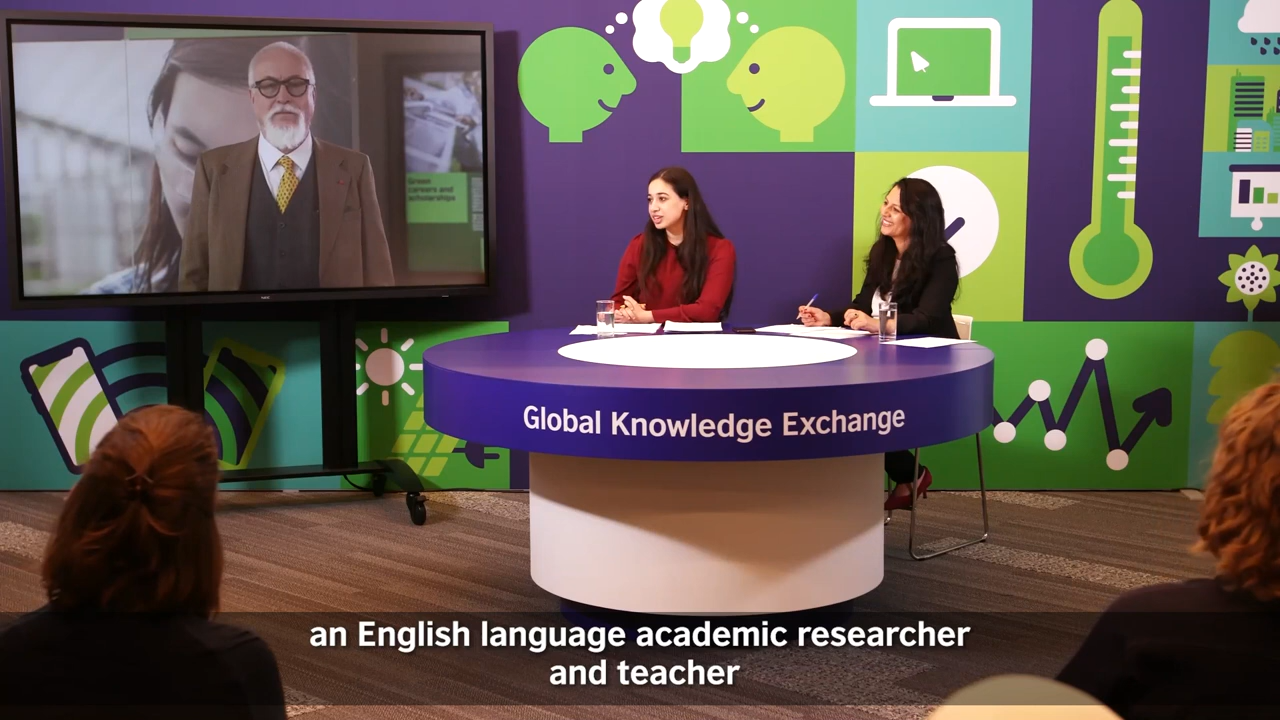 Green
careers and
scholarships
Global Knowledge Exchange
an English language academic researcher
and teacher